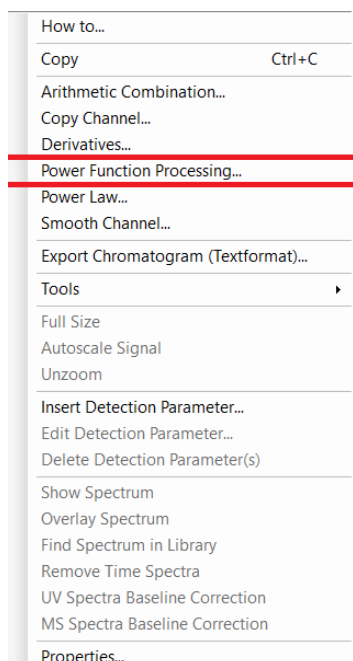 How to...
Copy Ctrl+C
Arithmetic Combination...
Copy Channel...
Derivatives...
Power Function Processing...
Power Law...
Smooth Channel...
Export Chromatogram (Textformat)...
Tools
Full Size
Autoscale Signal
Unzoom
Insert Detection Parameter...
Edit Detection Parameter...
Delete Detection Parameter(s)
Show Spectrum
Overlay Spectrum
Find Spectrum in Library
Remove Time Spectra
UV Spectra Baseline Correction
MS Spectra Baseline Correction
Properties...